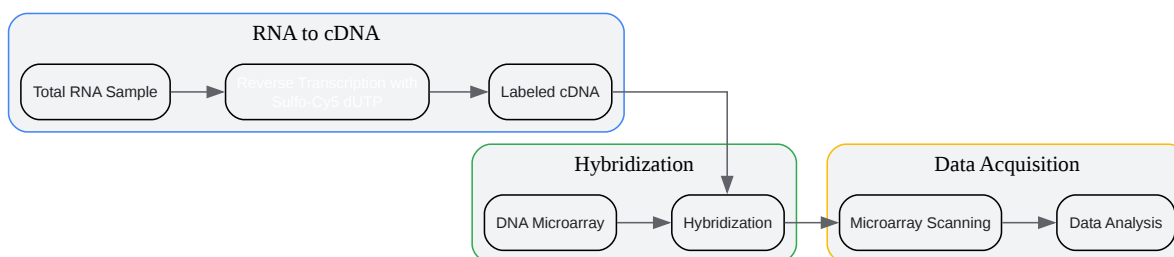 RNA to cDNA
Total RNA Sample
Reverse Transcription with
Sulfo-Cy5 dUTP
Labeled cDNA
Hybridization
DNA Microarray
Hybridization
Data Acquisition
Microarray Scanning
Data Analysis